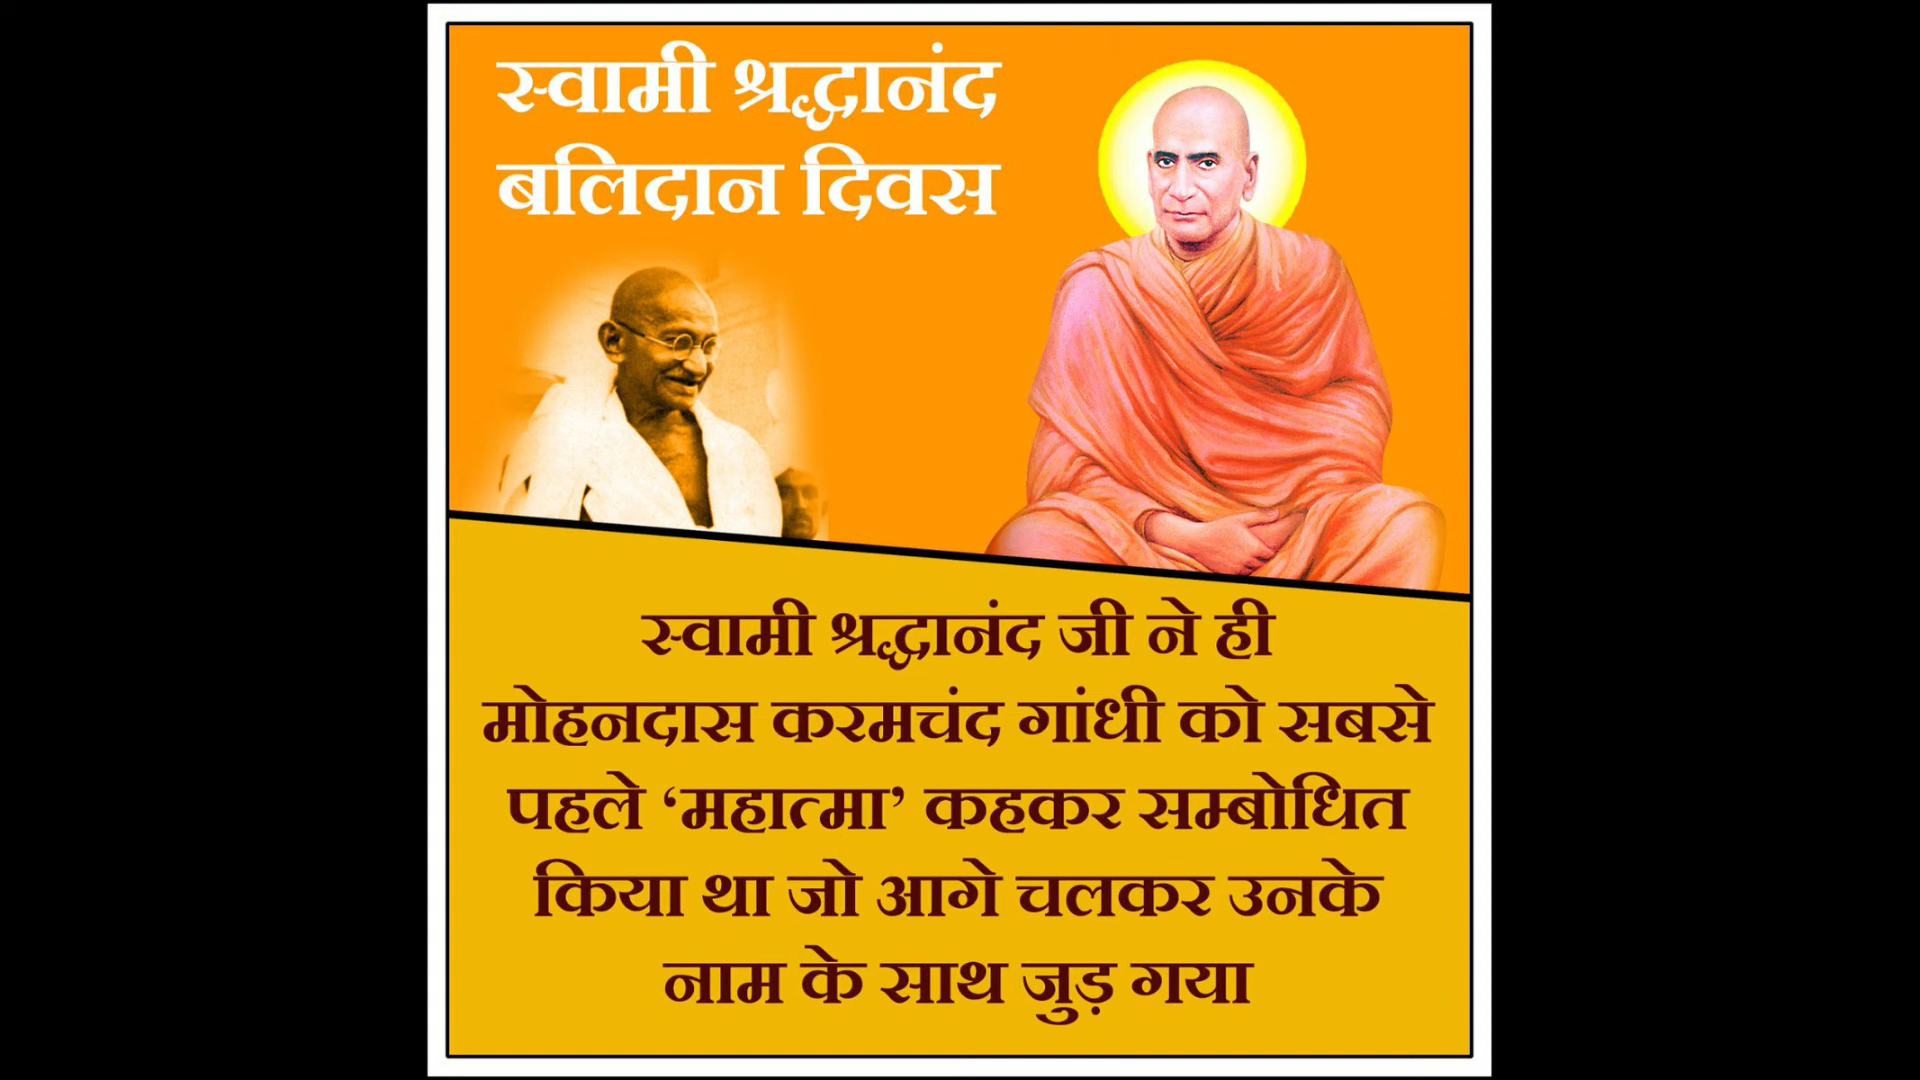 स्वामी श्रद्धानंद
बलिदान दिवस
स्वामी श्रद्धानंद जी ने ही
मोहनदास करमचंद गांधी को सबसे
पहले ‘महात्मा’ कहकर सम्बोधित
किया था जो आगे चलकर उनके
नाम के साथ जुड़ गया